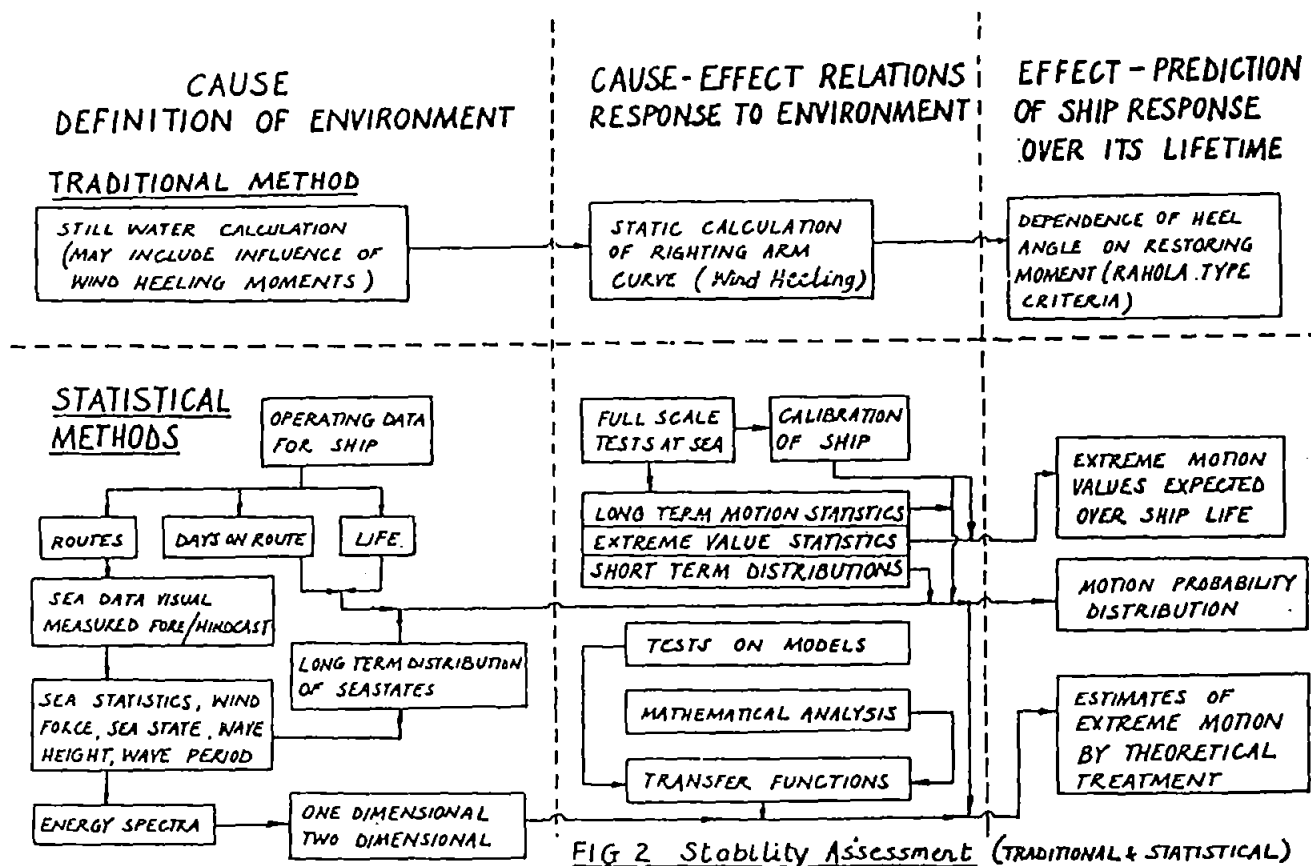 CAUSE
DEFINITION OF ENVIRONMENT
CAUSE-EFFECT RELATIONS
RESPONSE TO ENVIRONMENT
EFFECT-PREDICTION
OF SHIP RESPONSE
OVER ITS LIFETIME
TRADITIONAL METHOD
STILL WATER CALCULATION
(MAY INCLUDE INFLUENCE OF
WIND HEELING MOMENTS)
STATIC CALCULATION
OF RIGHTING ARM
CURVE (Wind Heeling)
DEPENDENCE OF HEEL
ANGLE ON RESTORING
MOMENT (RAHOLA.TYPE
CRITERIA)
STATISTICAL
METHODS
OPERATING DATA
FOR SHIP
ROUTES
DAYS ON ROUTE
LIFE.
SEA DATA VISUAL
MEASURED FORE/HINDCAST
LONG TERM DISTRIBUTION
OF SEASTATES
SEA STATISTICS, WIND
FORCE, SEA STATE, WAVE
HEIGHT, WAVE PERIOD
ENERGY SPECTRA
ONE DIMENSIONAL
TWO DIMENSIONAL
FULL SCALE
TESTS AT SEA
CALIBRATION
OF SHIP
LONG TERM MOTION STATISTICS
EXTREME VALUE STATISTICS
SHORT TERM DISTRIBUTIONS
TESTS ON MODELS
MATHEMATICAL ANALYSIS
TRANSFER FUNCTIONS
EXTREME MOTION
VALUES EXPECTED
OVER SHIP LIFE
MOTION PROBABILITY
DISTRIBUTION
ESTIMATES OF
EXTREME MOTION
BY THEORETICAL
TREATMENT
FIG 2 Stability Assessment (TRADITIONAL & STATISTICAL)